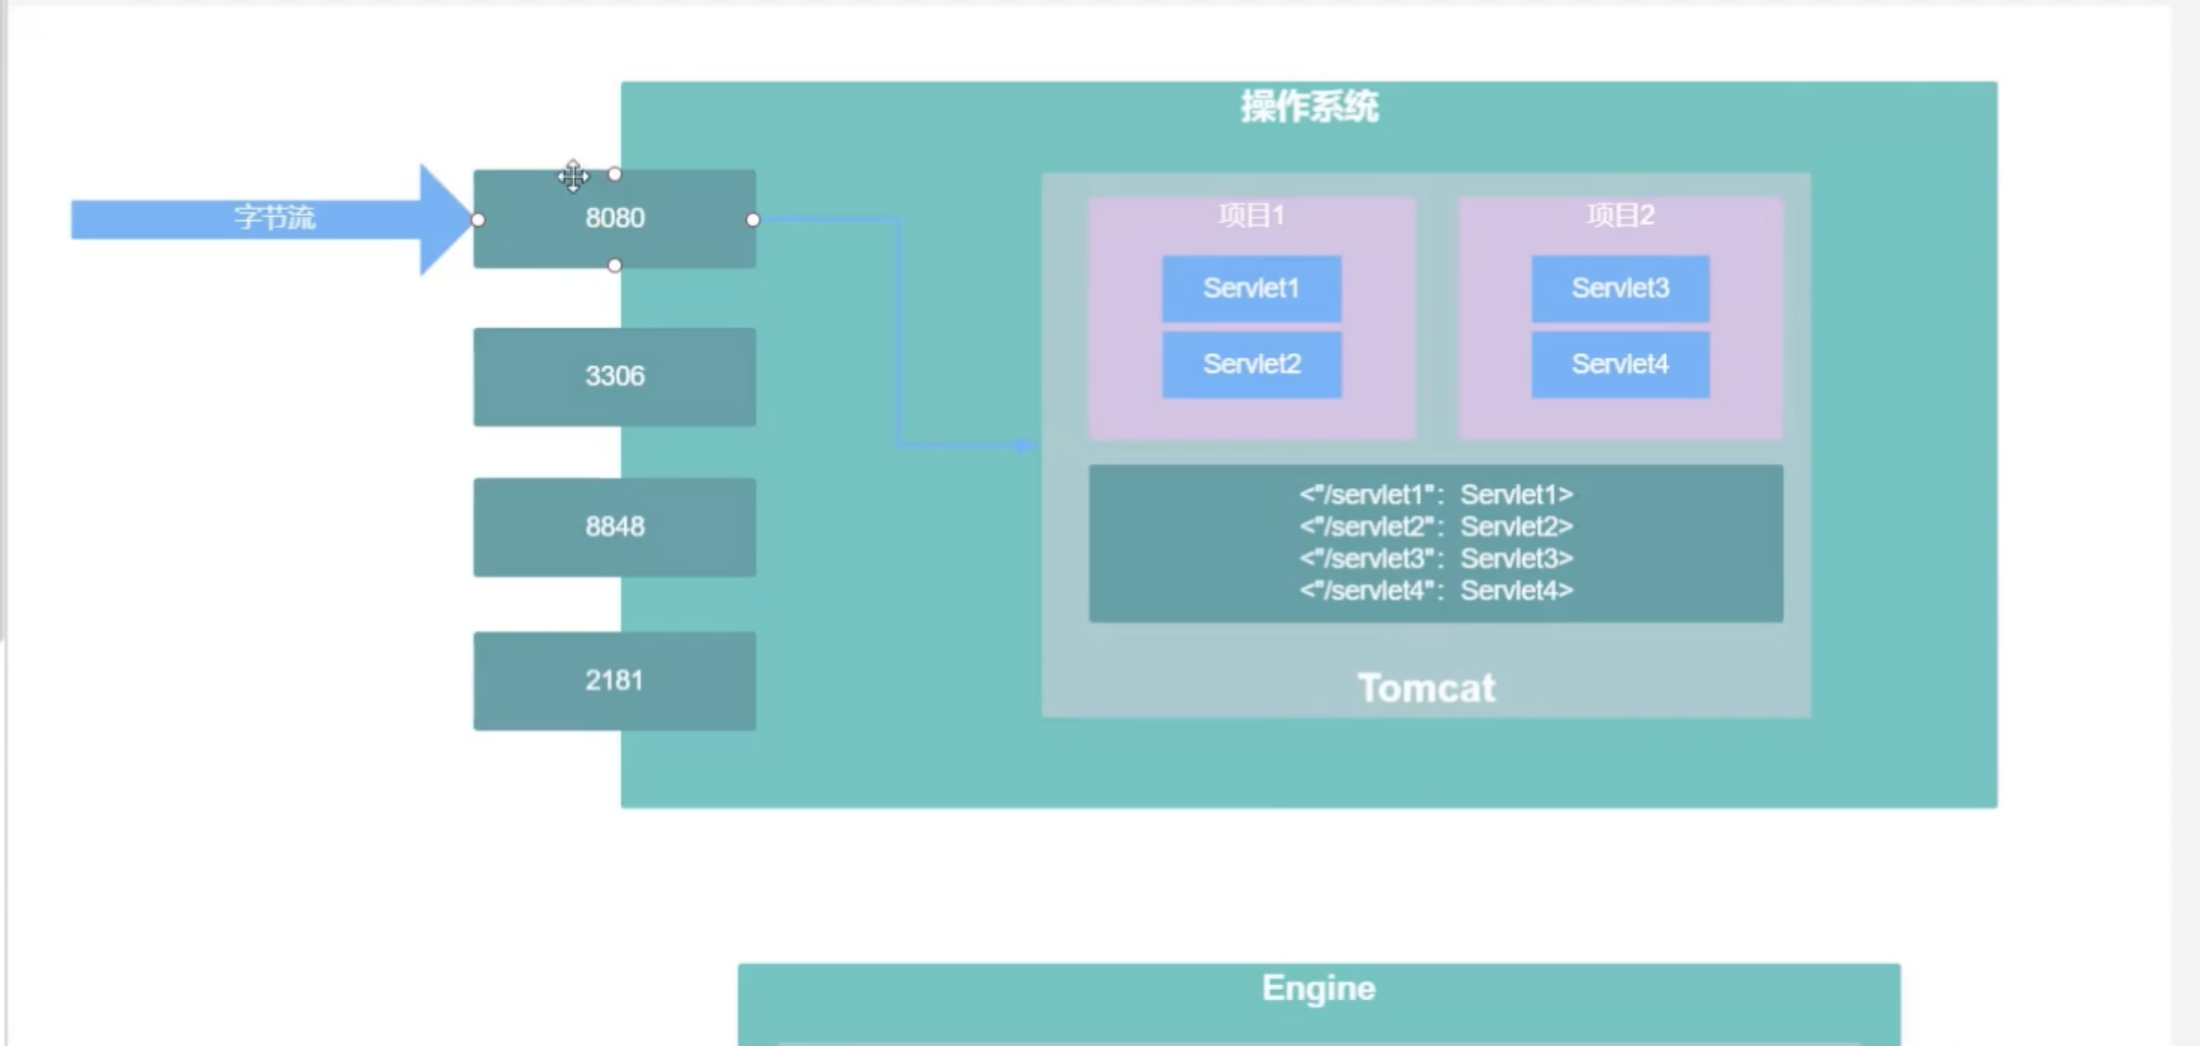 操作系统
字节流
8080
3306
8848
2181
项目1
Servlet1
Servlet2
项目2
Servlet3
Servlet4
<"/servlet1": Servlet1>
<"/servlet2": Servlet2>
<"/servlet3": Servlet3>
<"/servlet4": Servlet4>
Tomcat
Engine